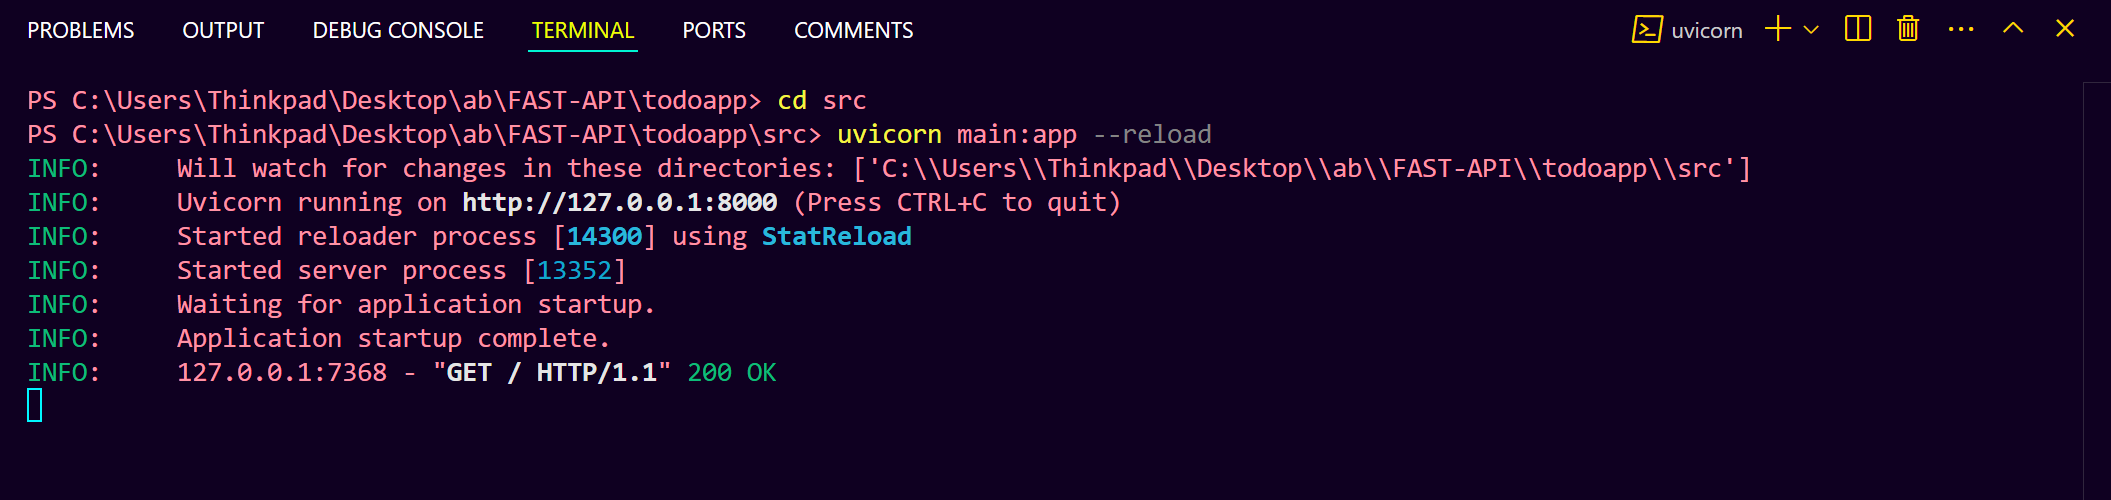 PROBLEMS OUTPUT DEBUG CONSOLE TERMINAL PORTS COMMENTS uvicorn
PS C:\Users\Thinkpad\Desktop\ab\FAST-API\todoapp> cd src
PS C:\Users\Thinkpad\Desktop\ab\FAST-API\todoapp\src> uvicorn main:app --reload
INFO:     Will watch for changes in these directories: ['C:\\Users\\Thinkpad\\Desktop\\ab\\FAST-API\\todoapp\\src']
INFO:     Uvicorn running on http://127.0.0.1:8000 (Press CTRL+C to quit)
INFO:     Started reloader process [14300] using StatReload
INFO:     Started server process [13352]
INFO:     Waiting for application startup.
INFO:     Application startup complete.
INFO:     127.0.0.1:7368 - "GET / HTTP/1.1" 200 OK